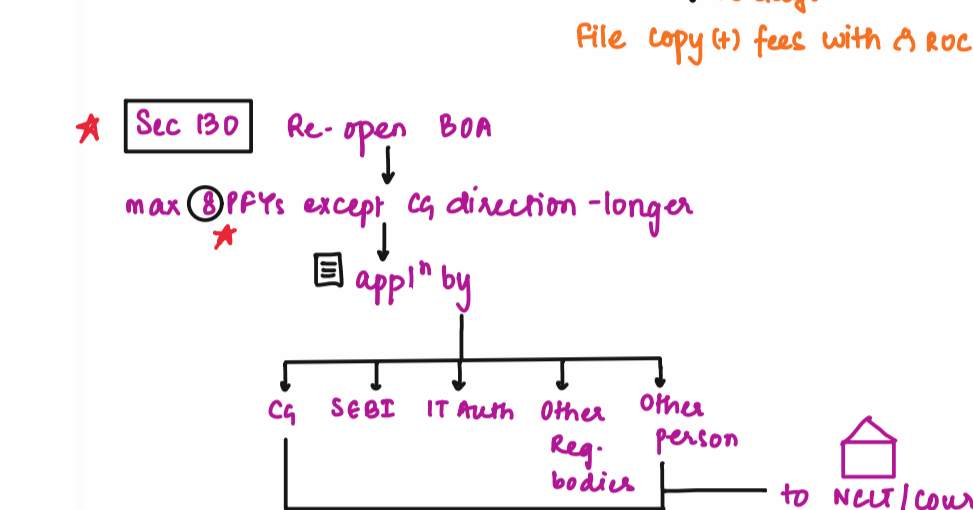 File copy (+) fees with ROC
Sec 130 Re-open BOA
max 8 PFYs except CG direction - longer
applⁿ by
CG SEBI IT Auth Other Reg. bodies Other person
to NCLT / Cour